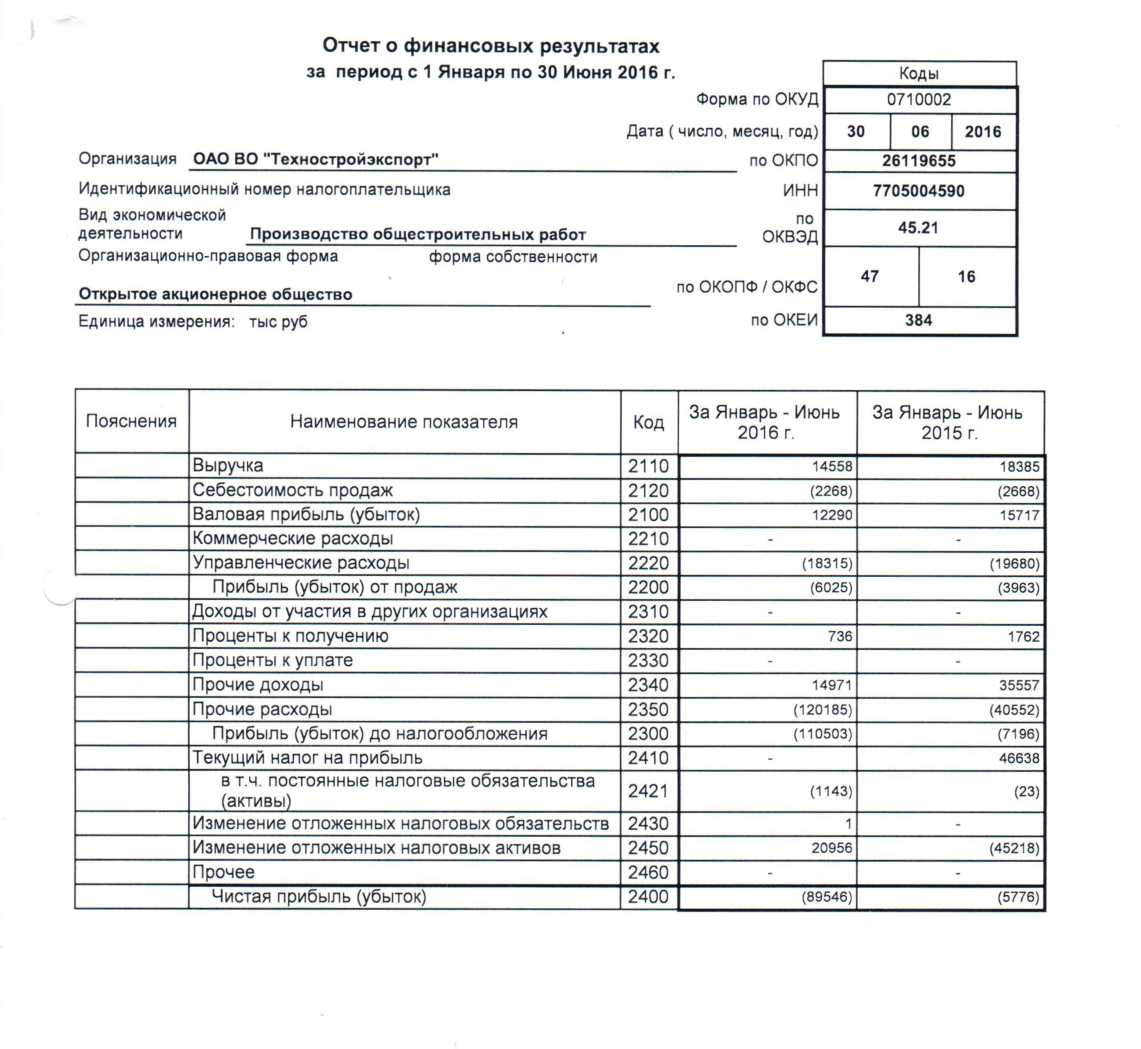 Отчет о финансовых результатах
за период с 1 Января по 30 Июня 2016 г.
Коды
Форма по ОКУД 0710002
Дата ( число, месяц, год) 30 06 2016
Организация ОАО ВО "Техностройэкспорт" по ОКПО 26119655
Идентификационный номер налогоплательщика ИНН 7705004590
Вид экономической
деятельности Производство общестроительных работ
по
ОКВЭД
45.21
Организационно-правовая форма форма собственности
Открытое акционерное общество
по ОКОПФ / ОКФС 47 16
Единица измерения: тыс руб по ОКЕИ 384
Пояснения Наименование показателя Код За Январь - Июнь 2016 г. За Январь - Июнь 2015 г.
Выручка 2110 14558 18385
Себестоимость продаж 2120 (2268) (2668)
Валовая прибыль (убыток) 2100 12290 15717
Коммерческие расходы 2210 - -
Управленческие расходы 2220 (18315) (19680)
Прибыль (убыток) от продаж 2200 (6025) (3963)
Доходы от участия в других организациях 2310 - -
Проценты к получению 2320 736 1762
Проценты к уплате 2330 - -
Прочие доходы 2340 14971 35557
Прочие расходы 2350 (120185) (40552)
Прибыль (убыток) до налогообложения 2300 (110503) (7196)
Текущий налог на прибыль 2410 - 46638
в т.ч. постоянные налоговые обязательства
(активы) 2421 (1143) (23)
Изменение отложенных налоговых обязательств 2430 1 -
Изменение отложенных налоговых активов 2450 20956 (45218)
Прочее 2460 - -
Чистая прибыль (убыток) 2400 (89546) (5776)